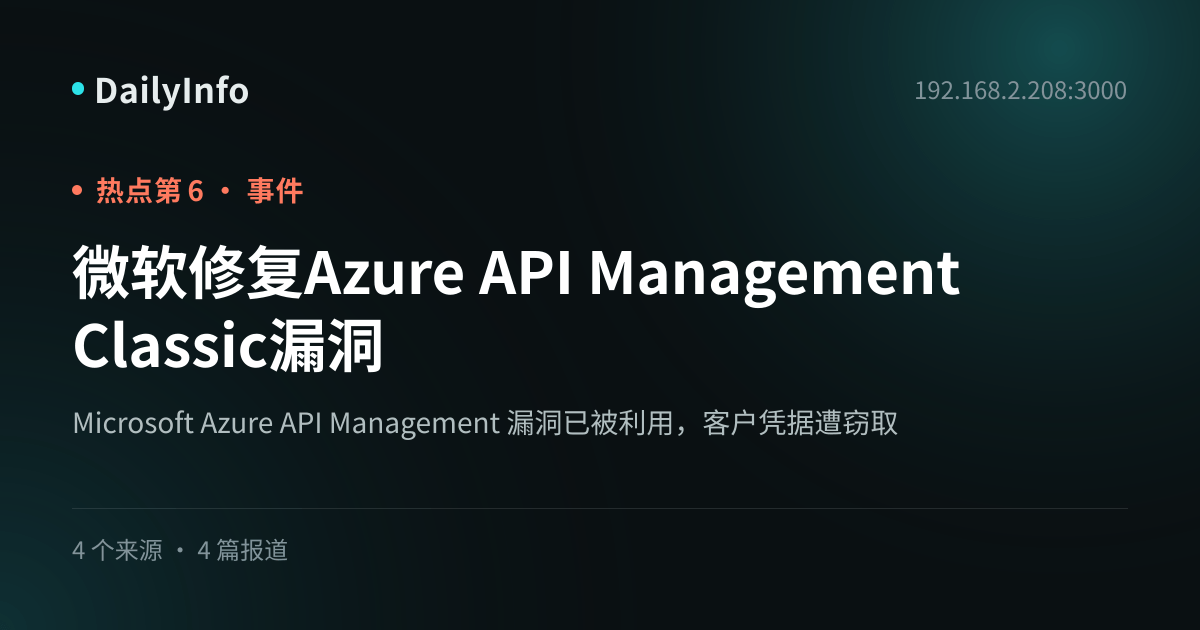 DailyInfo
192.168.2.208:3000
热点第 6 · 事件
微软修复Azure API Management
Classic漏洞
Microsoft Azure API Management 漏洞已被利用，客户凭据遭窃取
4 个来源 · 4 篇报道